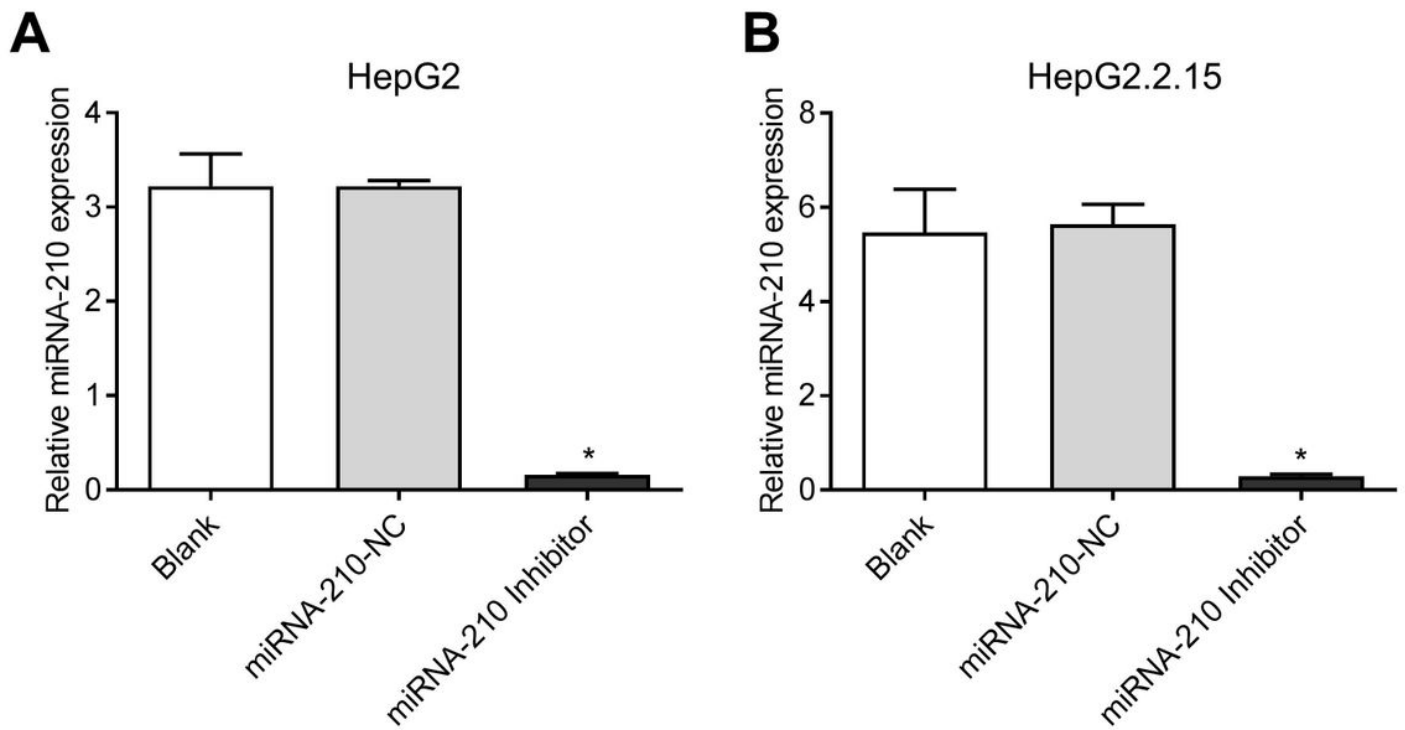 A
HepG2
Relative miRNA-210 expression
4
3
2
1
0
*
Blank
miRNA-210-NC
miRNA-210 Inhibitor
B
HepG2.2.15
Relative miRNA-210 expression
8
6
4
2
0
*
Blank
miRNA-210-NC
miRNA-210 Inhibitor